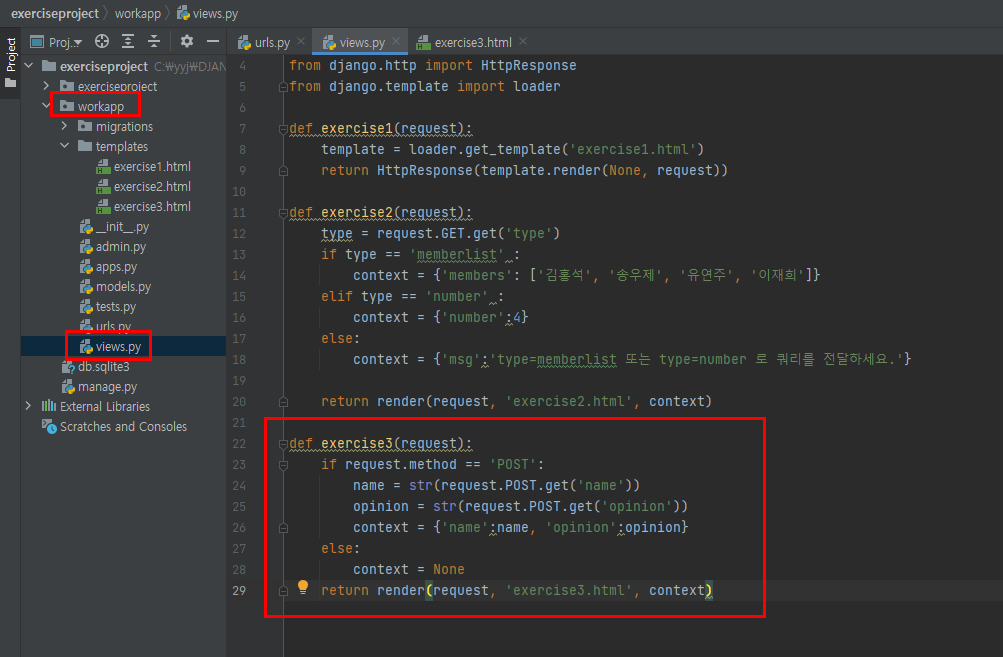 exerciseproject workapp views.py
Project
Proj...
urls.py views.py exercise3.html
exerciseproject C:\yyj\DJAN
exerciseproject
workapp
migrations
templates
exercise1.html
exercise2.html
exercise3.html
__init__.py
admin.py
apps.py
models.py
tests.py
urls.py
views.py
db.sqlite3
manage.py
External Libraries
Scratches and Consoles
4 from django.http import HttpResponse
5 from django.template import loader
6
7 def exercise1(request):
8 template = loader.get_template('exercise1.html')
9 return HttpResponse(template.render(None, request))
10
11 def exercise2(request):
12 type = request.GET.get('type')
13 if type == 'memberlist' :
14 context = {'members': ['김홍석', '송우제', '유연주', '이재희']}
15 elif type == 'number' :
16 context = {'number':4}
17 else:
18 context = {'msg':'type=memberlist 또는 type=number 로 쿼리를 전달하세요.'}
19
20 return render(request, 'exercise2.html', context)
21
22 def exercise3(request):
23 if request.method == 'POST':
24 name = str(request.POST.get('name'))
25 opinion = str(request.POST.get('opinion'))
26 context = {'name':name, 'opinion':opinion}
27 else:
28 context = None
29 return render(request, 'exercise3.html', context)